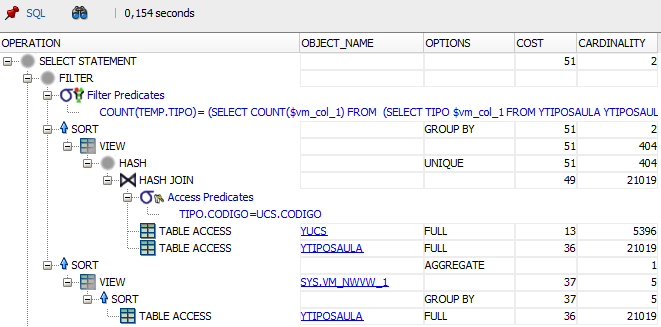 SQL 0,154 seconds
OPERATION OBJECT_NAME OPTIONS COST CARDINALITY
SELECT STATEMENT 51 2
FILTER
Filter Predicates
COUNT(TEMP.TIPO)= (SELECT COUNT($vm_col_1) FROM (SELECT TIPO $vm_col_1 FROM YTIPOSAULA YTIPOSAUL
SORT GROUP BY 51 2
VIEW 51 404
HASH UNIQUE 51 404
HASH JOIN 49 21019
Access Predicates
TIPO.CODIGO=UCS.CODIGO
TABLE ACCESS YUCS FULL 13 5396
TABLE ACCESS YTIPOSAULA FULL 36 21019
SORT AGGREGATE 1
VIEW SYS.VM_NWVW_1 37 5
SORT GROUP BY 37 5
TABLE ACCESS YTIPOSAULA FULL 36 21019